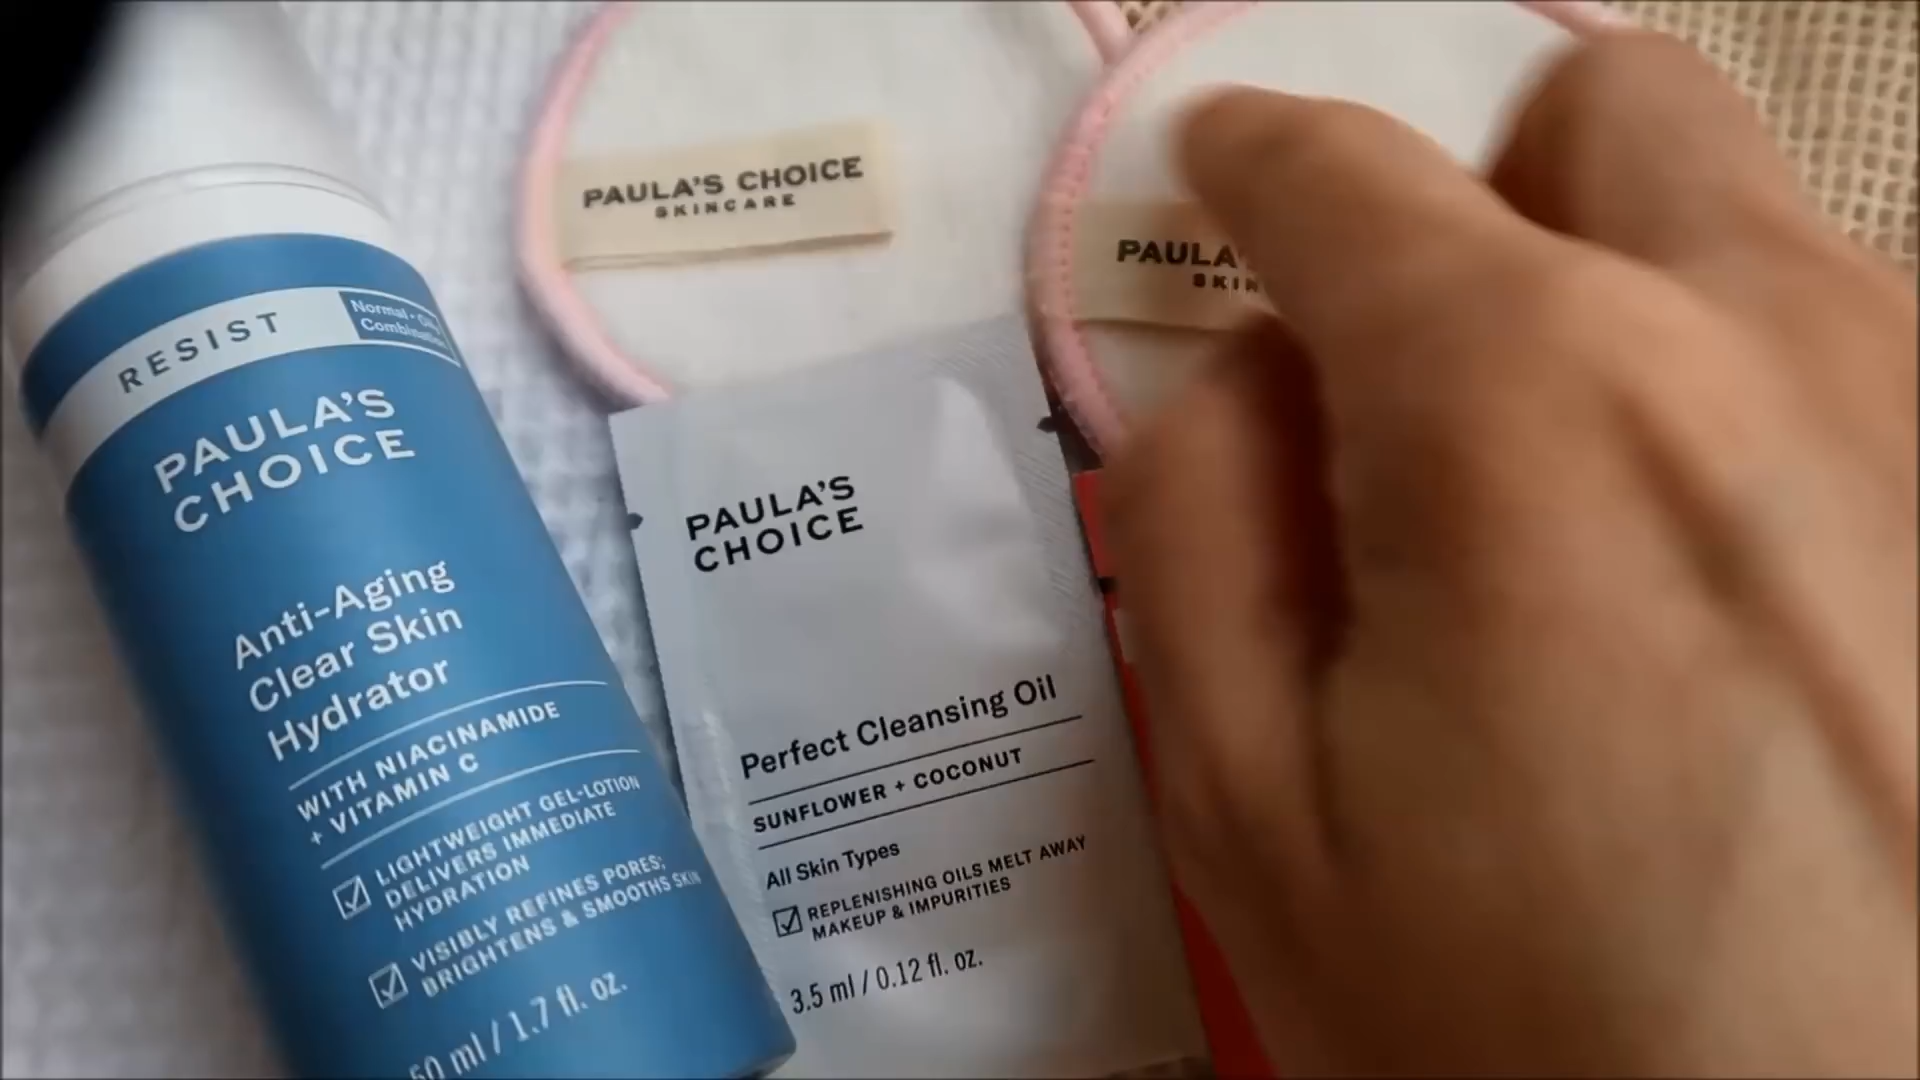 RESIST
Normal
PAULA'S
CHOICE
Anti-Aging
Clear Skin
Hydrator
WITH NIACINAMIDE
+ VITAMIN C
LIGHTWEIGHT GEL-LOTION
DELIVERS IMMEDIATE
HYDRATION
VISIBLY REFINES PORES;
BRIGHTENS & SMOOTHS SKIN
ml / 1.7 fl. oz.
PAULA'S CHOICE
SKINCARE
PAULA
SKIN
PAULA'S
CHOICE
Perfect Cleansing Oil
SUNFLOWER + COCONUT
All Skin Types
REPLENISHING OILS MELT AWAY
MAKEUP & IMPURITIES
3.5 ml / 0.12 fl. oz.